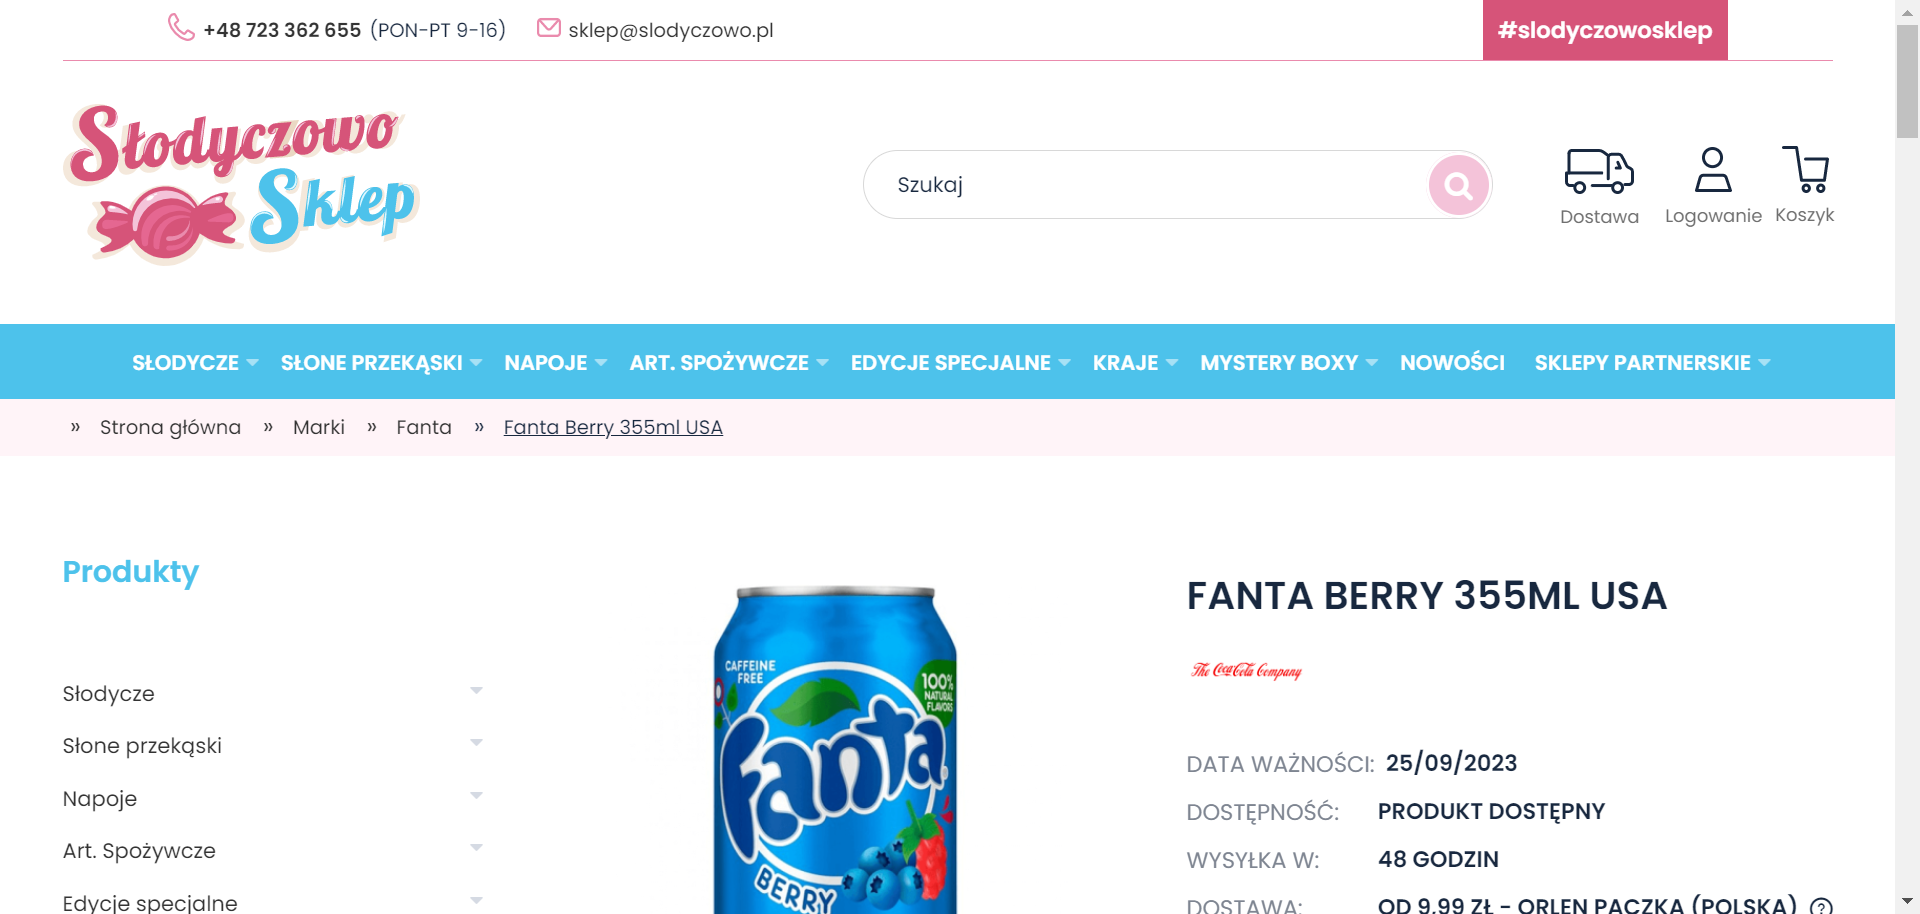 +48 723 362 655 (PON-PT 9-16) sklep@slodyczowo.pl #slodyczowosklep
Słodyczowo
Sklep
Szukaj
Dostawa Logowanie Koszyk
SŁODYCZE SŁONE PRZEKĄSKI NAPOJE ART. SPOŻYWCZE EDYCJE SPECJALNE KRAJE MYSTERY BOXY NOWOŚCI SKLEPY PARTNERSKIE
» Strona główna » Marki » Fanta » Fanta Berry 355ml USA
Produkty
Słodycze
Słone przekąski
Napoje
Art. Spożywcze
Edycje specjalne
CAFFEINE
FREE
100%
NATURAL
FLAVORS
Fanta
BERRY
FANTA BERRY 355ML USA
The Coca-Cola Company
DATA WAŻNOŚCI: 25/09/2023
DOSTĘPNOŚĆ: PRODUKT DOSTĘPNY
WYSYŁKA W: 48 GODZIN
DOSTAWA: OD 9,99 ZŁ - ORLEN PACZKA (POLSKA) ?